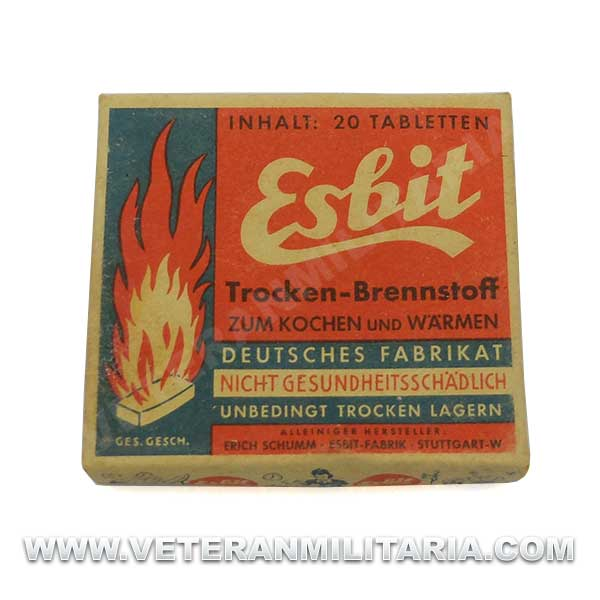 INHALT: 20 TABLETTEN
Esbit
Trocken-Brennstoff
ZUM KOCHEN UND WÄRMEN
DEUTSCHES FABRIKAT
NICHT GESUNDHEITSSCHÄDLICH
UNBEDINGT TROCKEN LAGERN
ALLEINIGER HERSTELLER:
ERICH SCHUMM - ESBIT-FABRIK - STUTTGART-W
GES. GESCH.
WWW.VETERANMILITARIA.COM